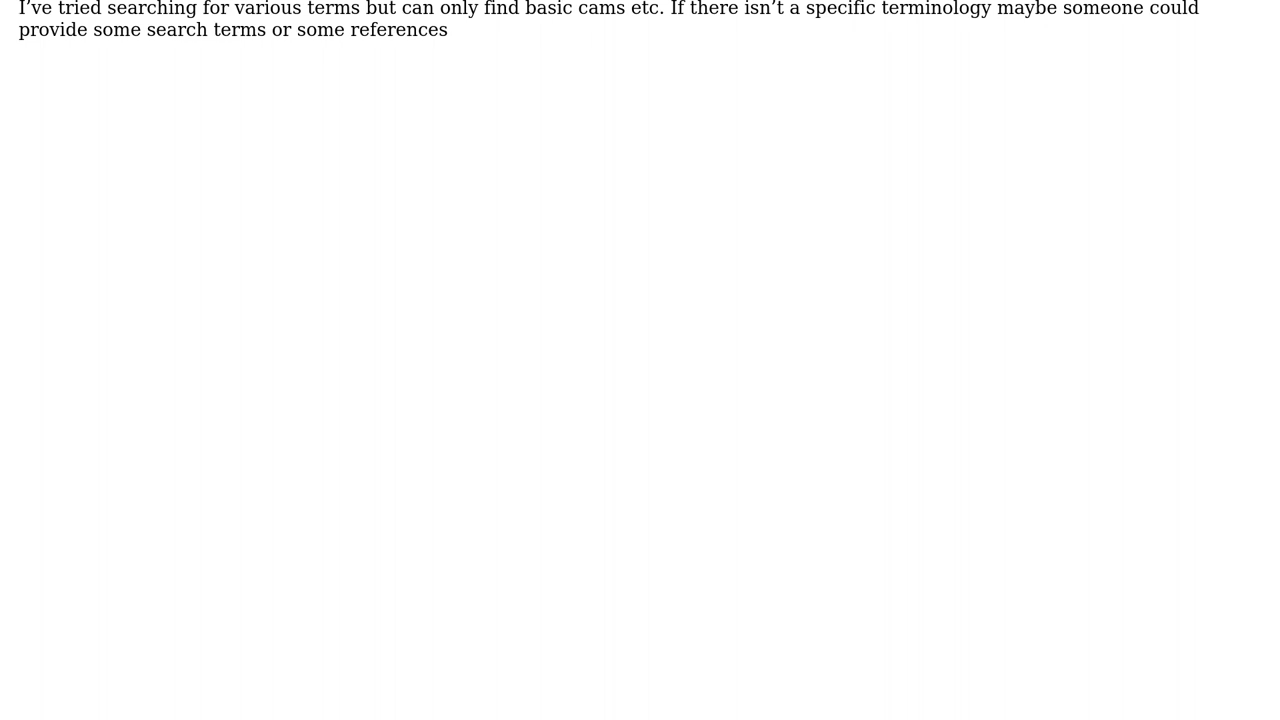 I’ve tried searching for various terms but can only find basic cams etc. If there isn’t a specific terminology maybe someone could
provide some search terms or some references